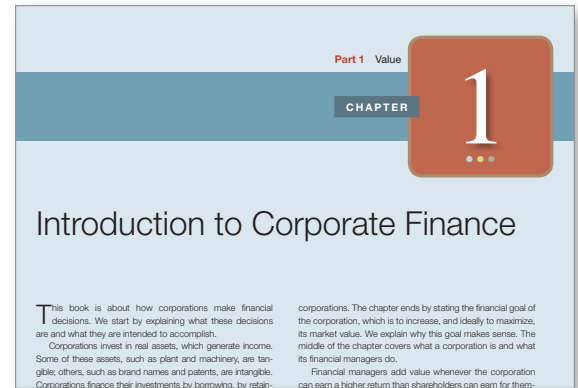 Part 1 Value
CHAPTER
1
Introduction to Corporate Finance
This book is about how corporations make financial
decisions. We start by explaining what these decisions
are and what they are intended to accomplish.
Corporations invest in real assets, which generate income.
Some of these assets, such as plant and machinery, are tan-
gible; others, such as brand names and patents, are intangible.
Corporations finance their investments by borrowing, by retain-
corporations. The chapter ends by stating the financial goal of
the corporation, which is to increase, and ideally to maximize,
its market value. We explain why this goal makes sense. The
middle of the chapter covers what a corporation is and what
its financial managers do.
Financial managers add value whenever the corporation
can earn a higher return than shareholders can earn for them-